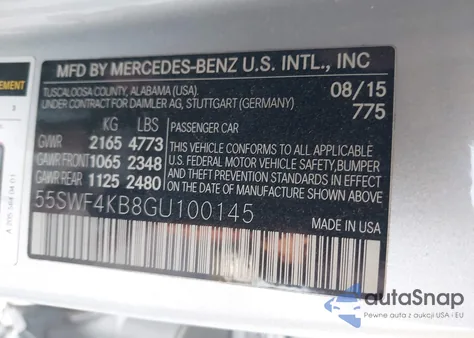 EMENT
MFD BY MERCEDES-BENZ U.S. INTL., INC
TUSCALOOSA COUNTY, ALABAMA (USA).
UNDER CONTRACT FOR DAIMLER AG, STUTTGART (GERMANY)
08/15
775
KG LBS
GVWR 2165 4773
GAWR FRONT 1065 2348
GAWR REAR 1125 2480
PASSENGER CAR
THIS VEHICLE CONFORMS TO ALL APPLICABLE
U.S. FEDERAL MOTOR VEHICLE SAFETY, BUMPER
AND THEFT PREVENTION STANDARDS IN EFFECT ON
THE DATE OF MANUFACTURE SHOWN ABOVE.
55SWF4KB8GU100145
MADE IN USA
autoSnap
Pewne auta z aukcji USA i EU